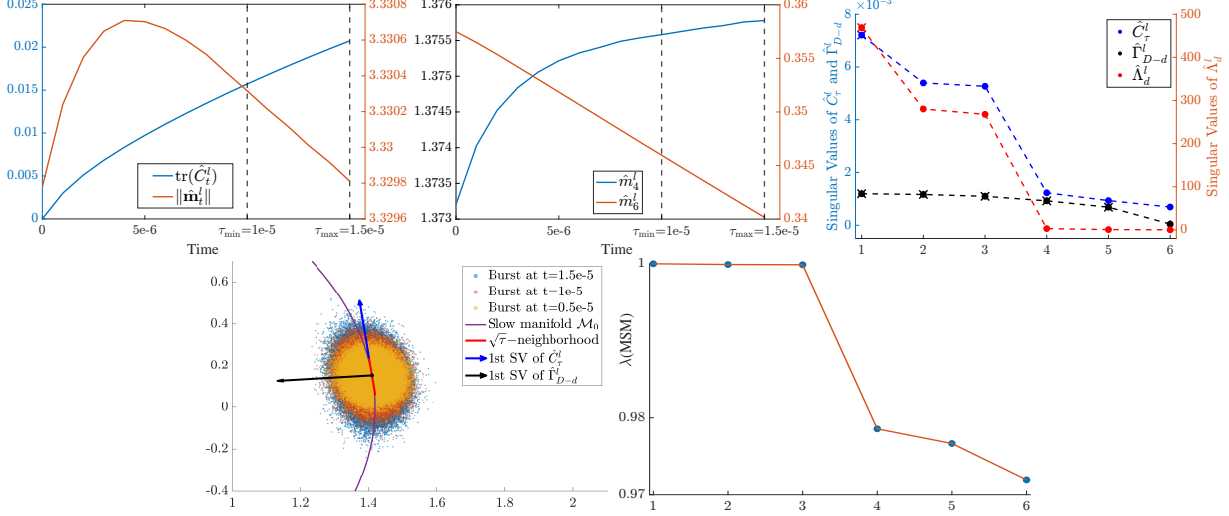 0.025
0.02
0.015
0.01
0.005
0
3.3308
3.3306
3.3304
3.3302
3.33
3.3298
3.3296
tr(Ĉ_t^l)
‖m̂_t^l‖
0 5e-6 τ_min=1e-5 τ_max=1.5e-5
Time
1.376
1.3755
1.375
1.3745
1.374
1.3735
1.373
0.36
0.355
0.35
0.345
0.34
m̂_4^l
m̂_6^l
0 5e-6 τ_min=1e-5 τ_max=1.5e-5
Time
×10^-3
8
6
4
2
0
Singular Values of Ĉ_τ^l and Γ̂_{D−d}^l
500
400
300
200
100
0
Singular Values of Λ̂_d^l
Ĉ_τ^l
Γ̂_{D−d}^l
Λ̂_d^l
1 2 3 4 5 6
0.6
0.4
0.2
0
-0.2
-0.4
1 1.2 1.4 1.6 1.8 2
Burst at t=1.5e-5
Burst at t=1e-5
Burst at t=0.5e-5
Slow manifold ℳ_0
√τ−neighborhood
1st SV of Ĉ_τ^l
1st SV of Γ̂_{D−d}^l
λ(MSM)
1
0.98
0.97
1 2 3 4 5 6